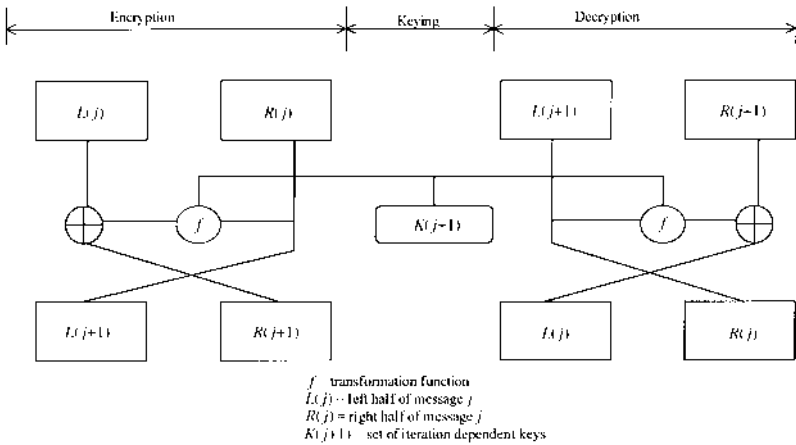 Encryption Keying Decryption
L(j) R(j) L(j+1) R(j+1)
f K(j+1) f
L(j+1) R(j+1) L(j) R(j)
f transformation function
L(j) = left half of message j
R(j) = right half of message j
K(j+1) set of iteration dependent keys